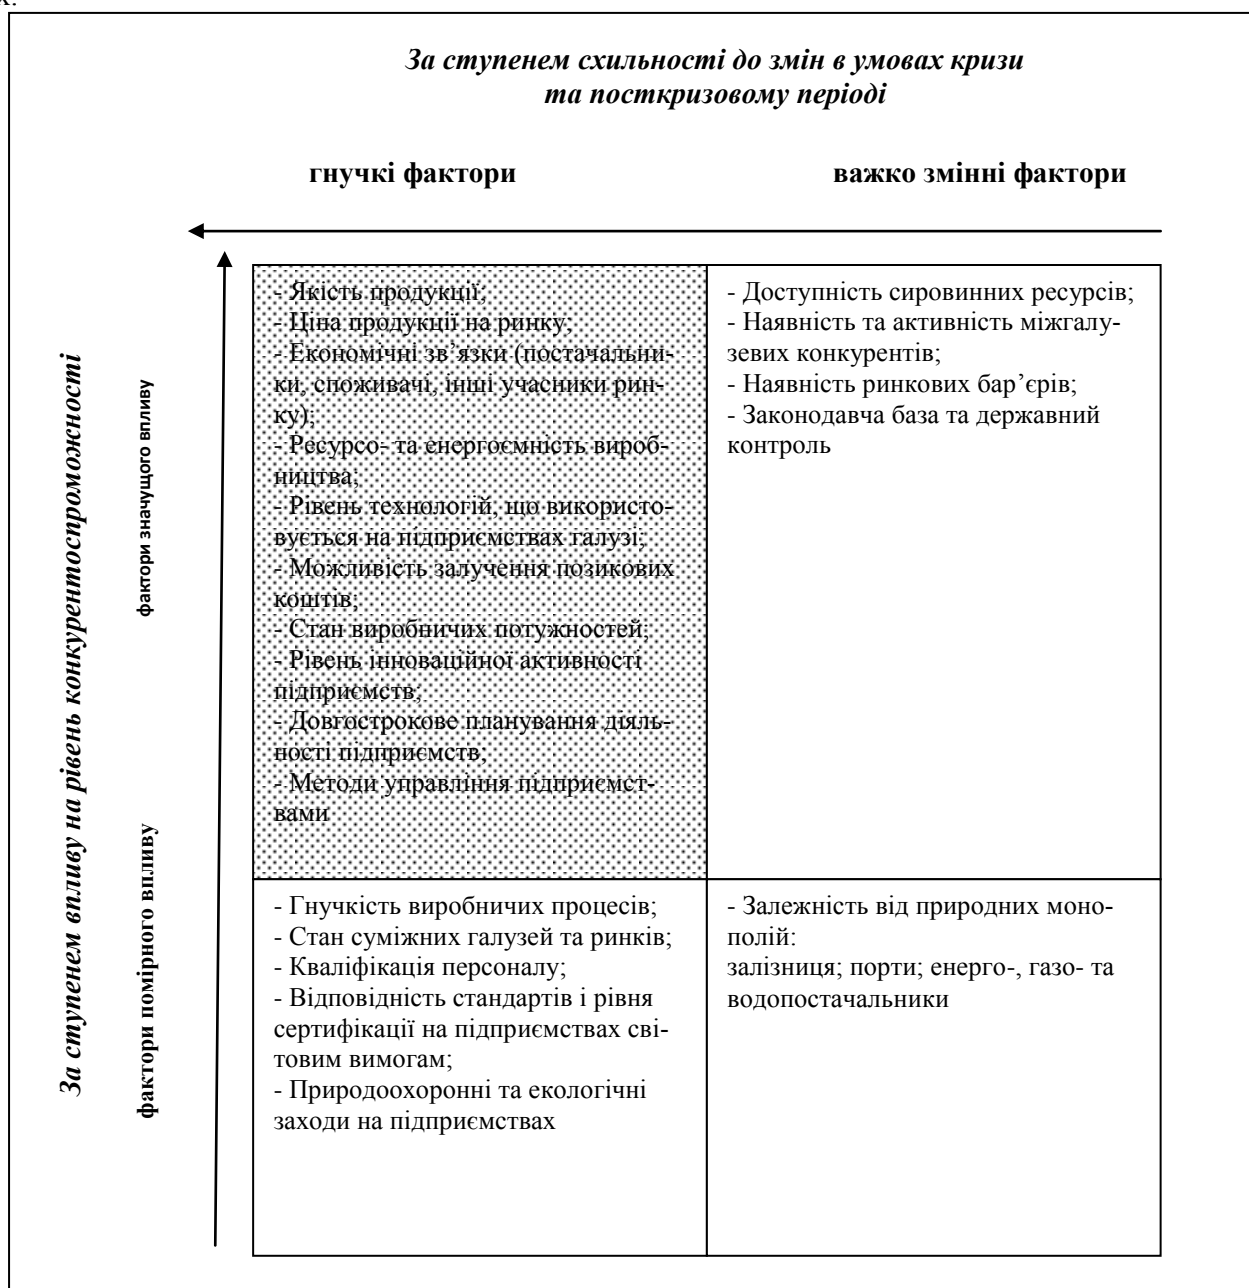 х.
За ступенем схильності до змін в умовах кризи
та посткризовому періоді
гнучкі фактори
важко змінні фактори
За ступенем впливу на рівень конкурентоспроможності
фактори значущого впливу
- Якість продукції;
- Ціна продукції на ринку;
- Економічні зв’язки (постачальни-
ки, споживачі, інші учасники рин-
ку);
- Ресурсо- та енергоємність вироб-
ництва;
- Рівень технологій, що використо-
вується на підприємствах галузі;
- Можливість залучення позикових
коштів;
- Стан виробничих потужностей;
- Рівень інноваційної активності
підприємств;
- Довгострокове планування діяль-
ності підприємств;
- Методи управління підприємст-
вами
- Доступність сировинних ресурсів;
- Наявність та активність міжгалу-
зевих конкурентів;
- Наявність ринкових бар’єрів;
- Законодавча база та державний
контроль
фактори помірного впливу
- Гнучкість виробничих процесів;
- Стан суміжних галузей та ринків;
- Кваліфікація персоналу;
- Відповідність стандартів і рівня
сертифікації на підприємствах сві-
товим вимогам;
- Природоохоронні та екологічні
заходи на підприємствах
- Залежність від природних моно-
полій:
залізниця; порти; енерго-, газо- та
водопостачальники